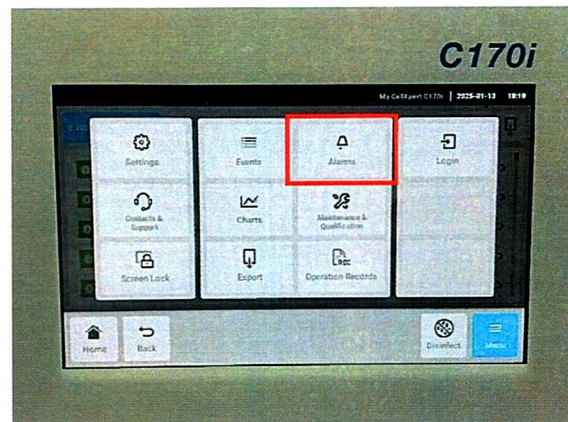 C170i
My CellXpert C170i | 2025-01-13 18:19
Settings
Events
Alarms
Login
Contacts & Support
Charts
Maintenance & Qualification
Screen Lock
Export
REC
Operation Records
Home
Back
Disinfect
Menu